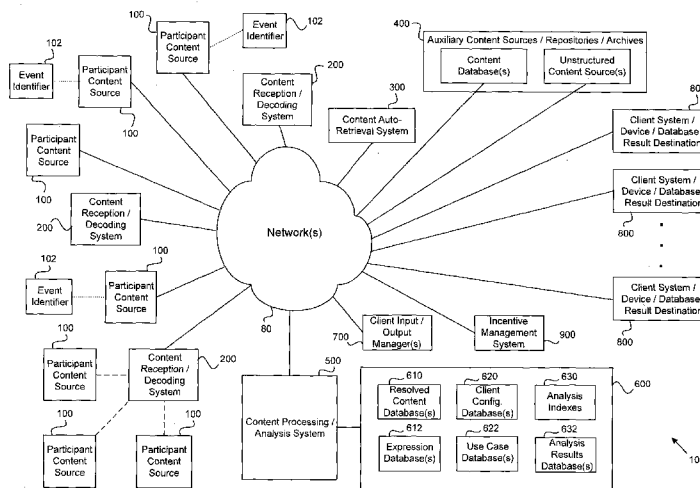 100
102
Participant
Content
Source
Event
Identifier
102
Event
Identifier
Participant
Content
Source
100
200
Content
Reception /
Decoding
System
300
Content Auto-
Retrieval System
400
Auxiliary Content Sources / Repositories / Archives
Content
Database(s)
Unstructured
Content Source(s)
80
Client System /
Device / Database
Result Destination
Participant
Content
Source
100
Content
Reception /
Decoding
System
200
Network(s)
80
Client System /
Device / Database
Result Destination
800
Client System /
Device / Database
Result Destination
800
102
Event
Identifier
100
Participant
Content
Source
100
Participant
Content
Source
Content
Reception /
Decoding
System
200
100
Participant
Content
Source
100
Participant
Content
Source
700
Client Input /
Output
Manager(s)
Incentive
Management
System
900
500
Content Processing /
Analysis System
600
610
Resolved
Content
Database(s)
620
Client
Config.
Database(s)
630
Analysis
Indexes
612
Expression
Database(s)
622
Use Case
Database(s)
632
Analysis
Results
Database(s)
10